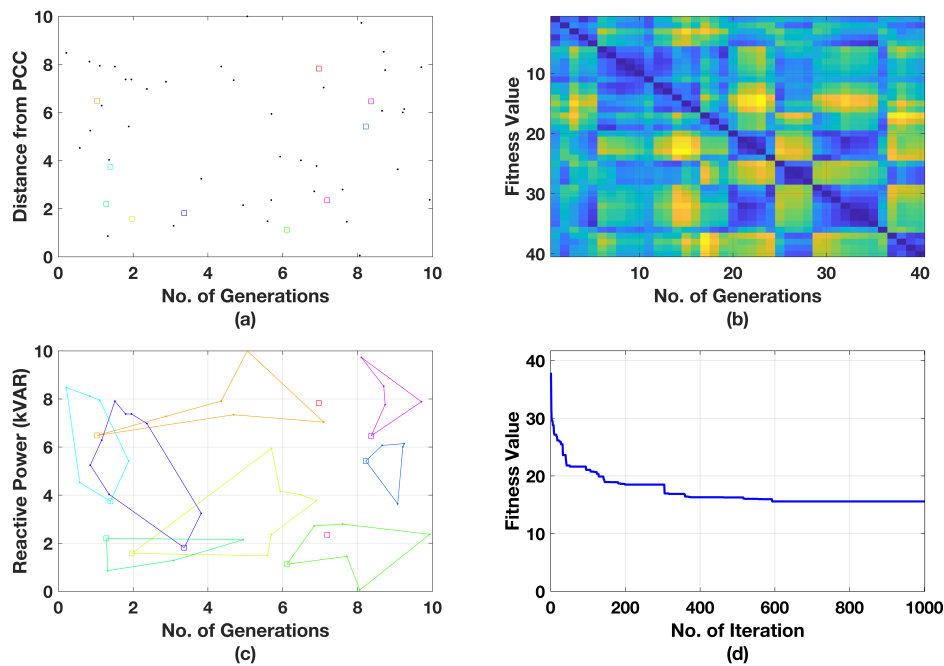 10
8
6
4
2
0
Distance from PCC
0 2 4 6 8 10
No. of Generations
(a)
10
20
30
40
Fitness Value
10 20 30 40
No. of Generations
(b)
10
8
6
4
2
0
Reactive Power (kVAR)
0 2 4 6 8 10
No. of Generations
(c)
40
30
20
10
0
Fitness Value
0 200 400 600 800 1000
No. of Iteration
(d)